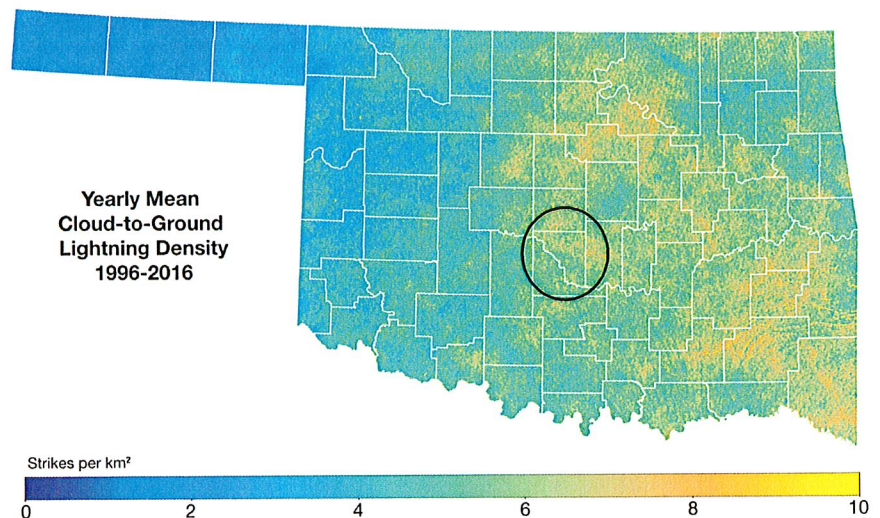 Yearly Mean
Cloud-to-Ground
Lightning Density
1996-2016
Strikes per km²
0 2 4 6 8 10